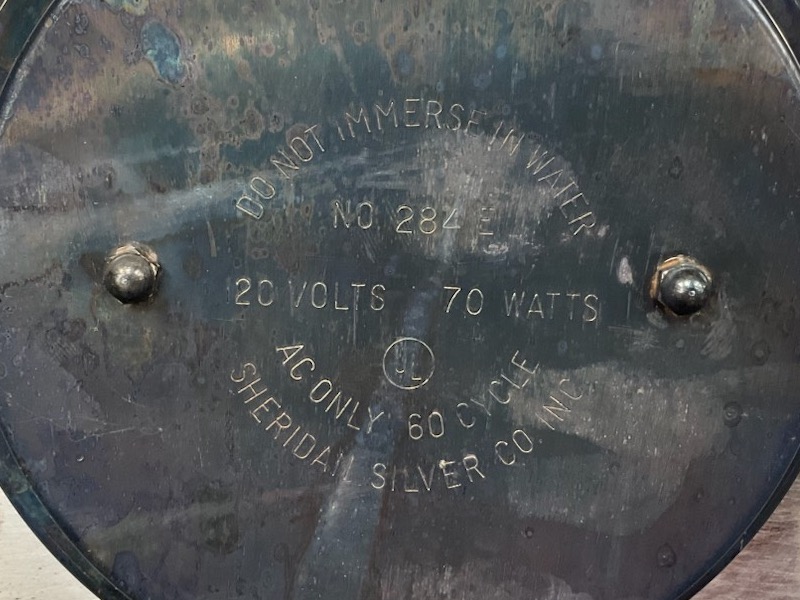 DO NOT IMMERSE IN WATER
NO. 284 E
120 VOLTS 70 WATTS
UL
AC ONLY 60 CYCLE
SHERIDAN SILVER CO. INC.